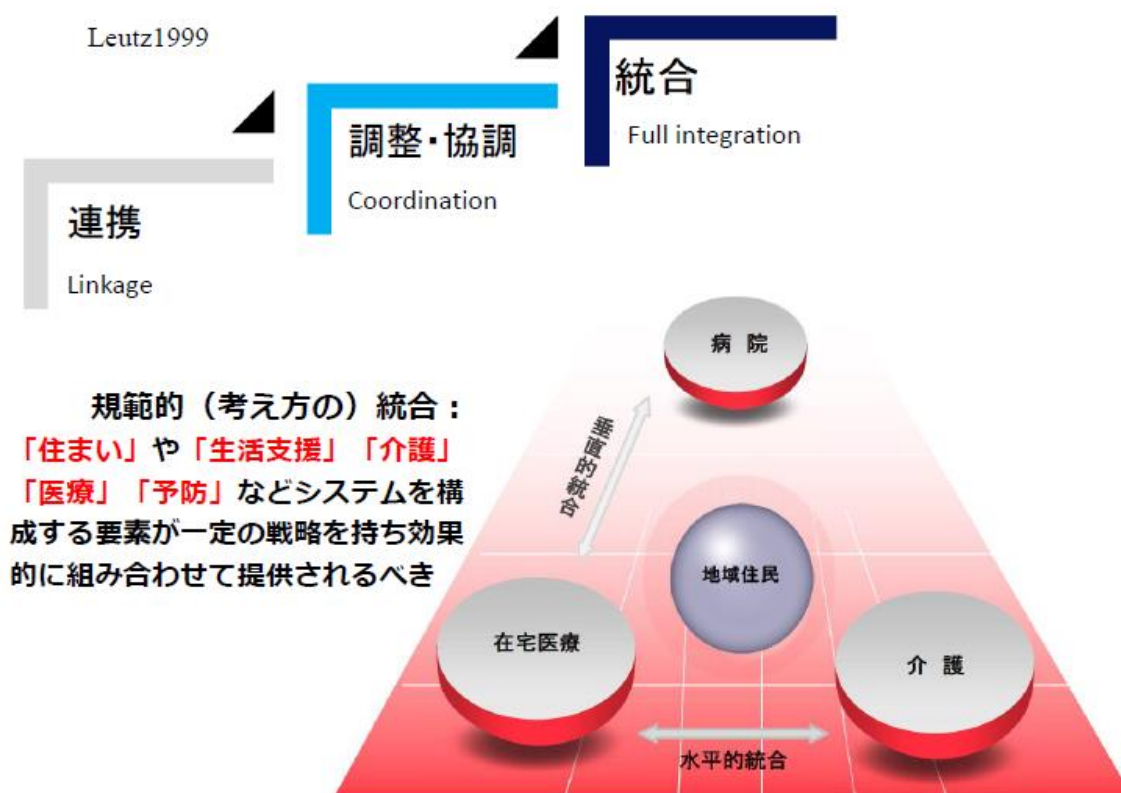 Leutz1999
統合
Full integration
調整・協調
Coordination
連携
Linkage
規範的（考え方の）統合：
「住まい」や「生活支援」「介護」
「医療」「予防」などシステムを構
成する要素が一定の戦略を持ち効果
的に組み合わせて提供されるべき
病 院
垂直的統合
地域住民
在宅医療
介 護
水平的統合